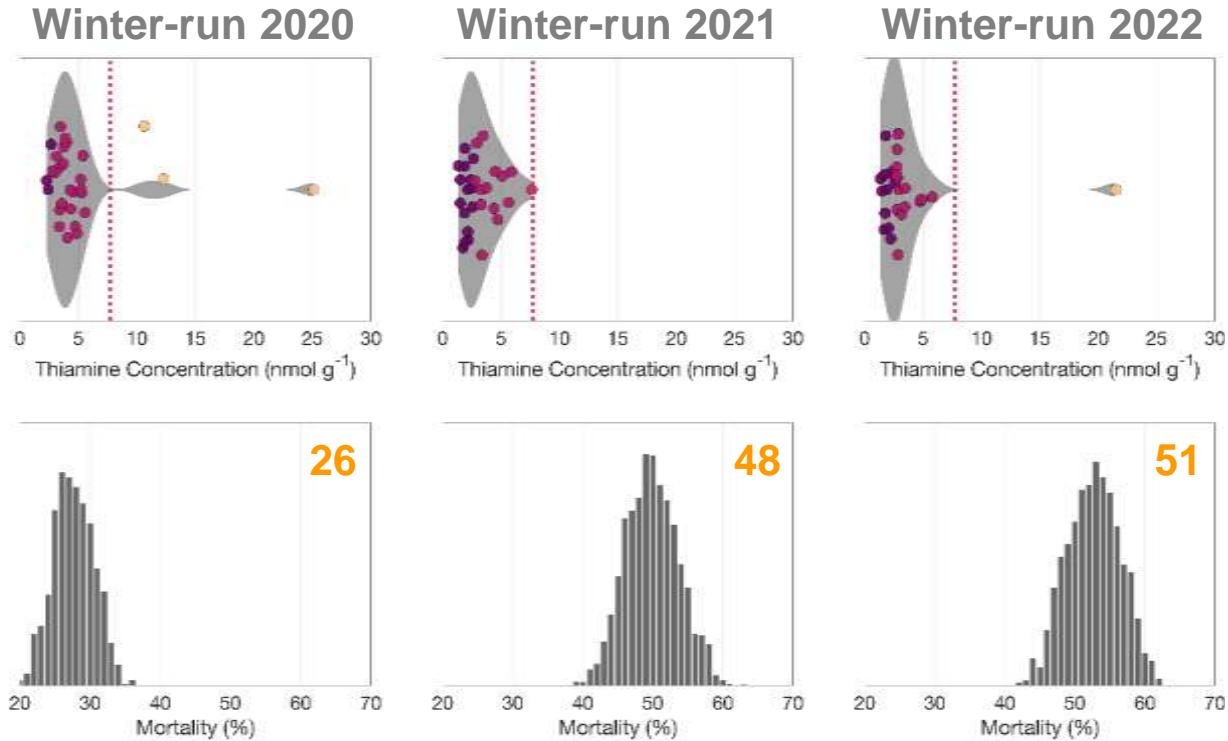 Winter-run 2020 Winter-run 2021 Winter-run 2022
0 5 10 15 20 25 30 0 5 10 15 20 25 30 0 5 10 15 20 25 30
Thiamine Concentration (nmol g⁻¹) Thiamine Concentration (nmol g⁻¹) Thiamine Concentration (nmol g⁻¹)
26 48 51
20 30 40 50 60 70 20 30 40 50 60 70 20 30 40 50 60 70
Mortality (%) Mortality (%) Mortality (%)